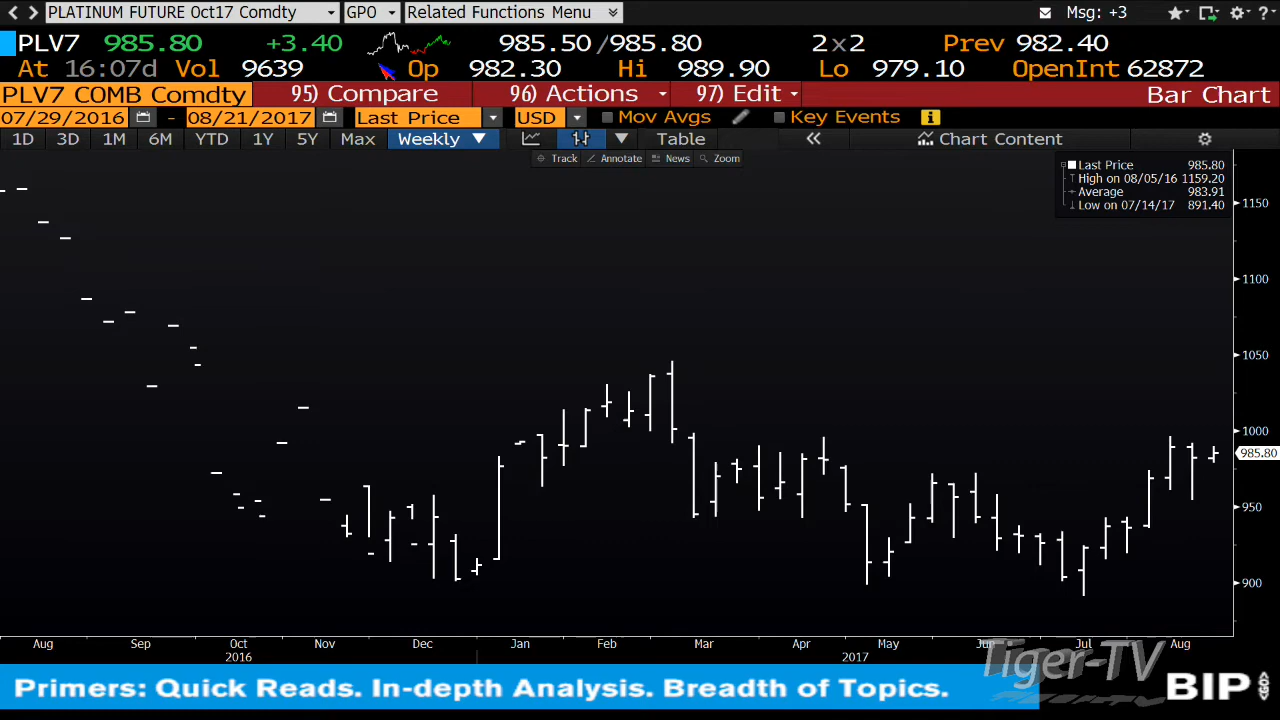 PLATINUM FUTURE Oct17 Comdty GPO Related Functions Menu Msg: +3 ?
PLV7 985.80 +3.40 985.50 /985.80 2x2 Prev 982.40
At 16:07d Vol 9639 Op 982.30 Hi 989.90 Lo 979.10 OpenInt 62872
PLV7 COMB Comdty 95) Compare 96) Actions 97) Edit Bar Chart
07/29/2016 - 08/21/2017 Last Price USD Mov Avgs Key Events
1D 3D 1M 6M YTD 1Y 5Y Max Weekly Table « Chart Content
Track Annotate News Zoom
Last Price 985.80
High on 08/05/16 1159.20
Average 983.91
Low on 07/14/17 891.40
1150
1100
1050
1000
985.80
950
900
Aug Sep Oct Nov Dec Jan Feb Mar Apr May Jun Jul Aug
2016 2017
Tiger-TV
Primers: Quick Reads. In-depth Analysis. Breadth of Topics.
BIP GO